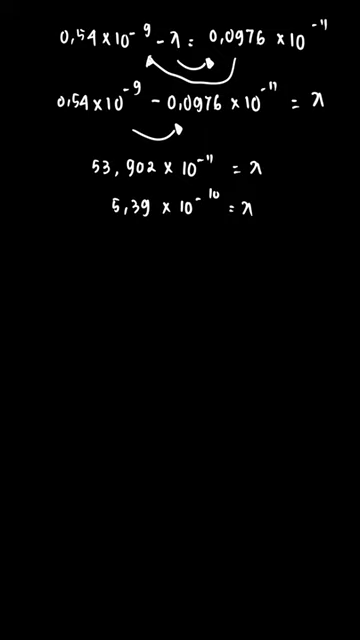 0,54 × 10⁻⁹ - λ = 0,0976 × 10⁻¹¹
0,54 × 10⁻⁹ - 0,0976 × 10⁻¹¹ = λ
53,902 × 10⁻¹¹ = λ
5,39 × 10⁻¹⁰ = λ